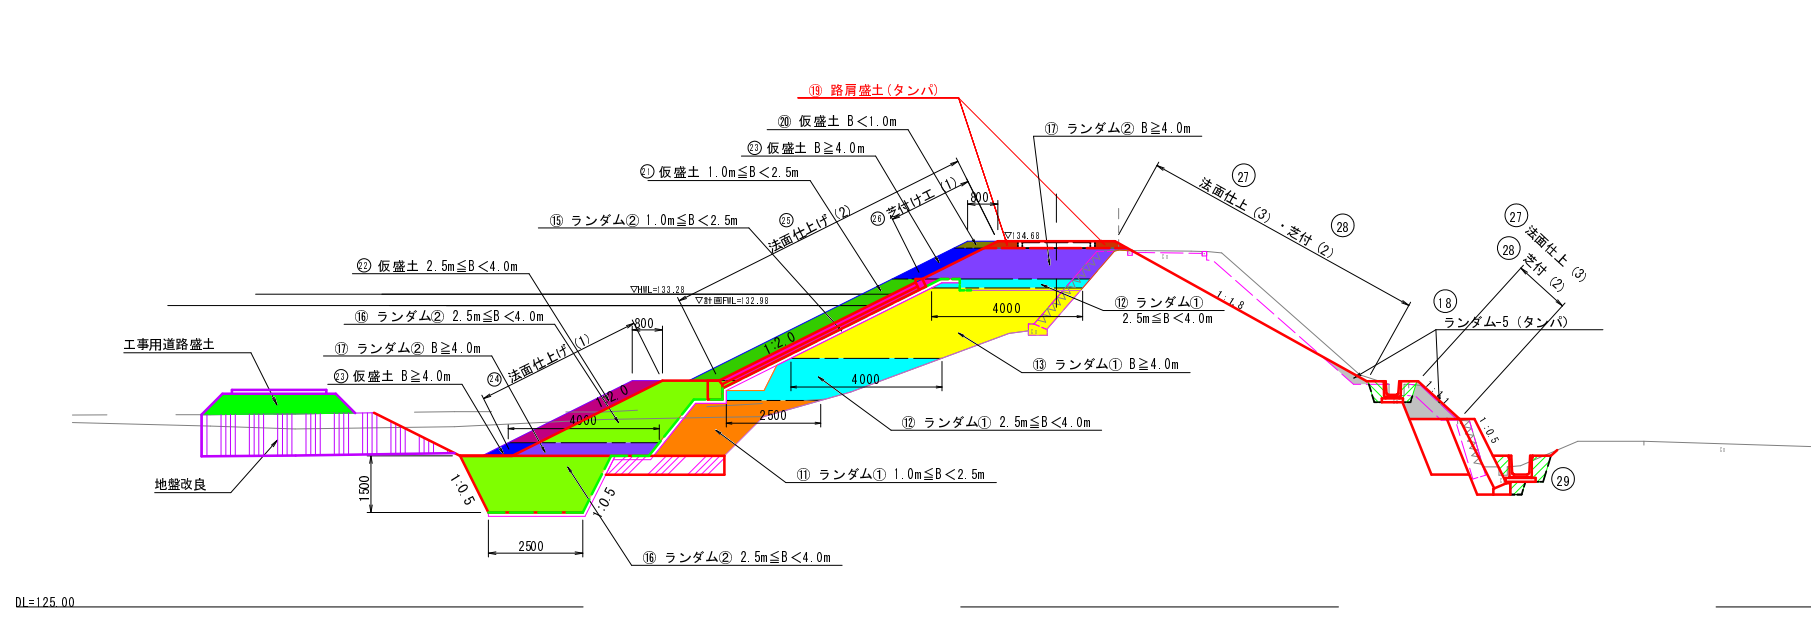 ⑲ 路肩盛土(タンパ)
⑳ 仮盛土 B<1.0m
⑰ ランダム② B≧4.0m
㉓ 仮盛土 B≧4.0m
㉑ 仮盛土 1.0m≦B<2.5m
⑮ ランダム② 1.0m≦B<2.5m
㉕
法面仕上げ (2)
㉖ 芝付け工 (1)
800
▽134.68
㉗
法面仕上 (3) ・芝付 (2)
㉘
㉗ 法面仕上 (3)
㉘ 芝付 (2)
㉒ 仮盛土 2.5m≦B<4.0m
▽HWL=133.28
▽計画FWL=132.98
⑯ ランダム② 2.5m≦B<4.0m
800
1:2.0
4000
⑫ ランダム①
2.5m≦B<4.0m
1:1.8
⑱
ランダム-5 (タンパ)
工事用道路盛土
⑰ ランダム② B≧4.0m
㉓ 仮盛土 B≧4.0m
㉔ 法面仕上げ (1)
⑬ ランダム① B≧4.0m
4000
1:2.0
4000
2500
⑫ ランダム① 2.5m≦B<4.0m
1:0.5
地盤改良
1500
1:0.5
1:0.5
⑪ ランダム① 1.0m≦B<2.5m
㉙
2500
⑯ ランダム② 2.5m≦B<4.0m
DL=125.00